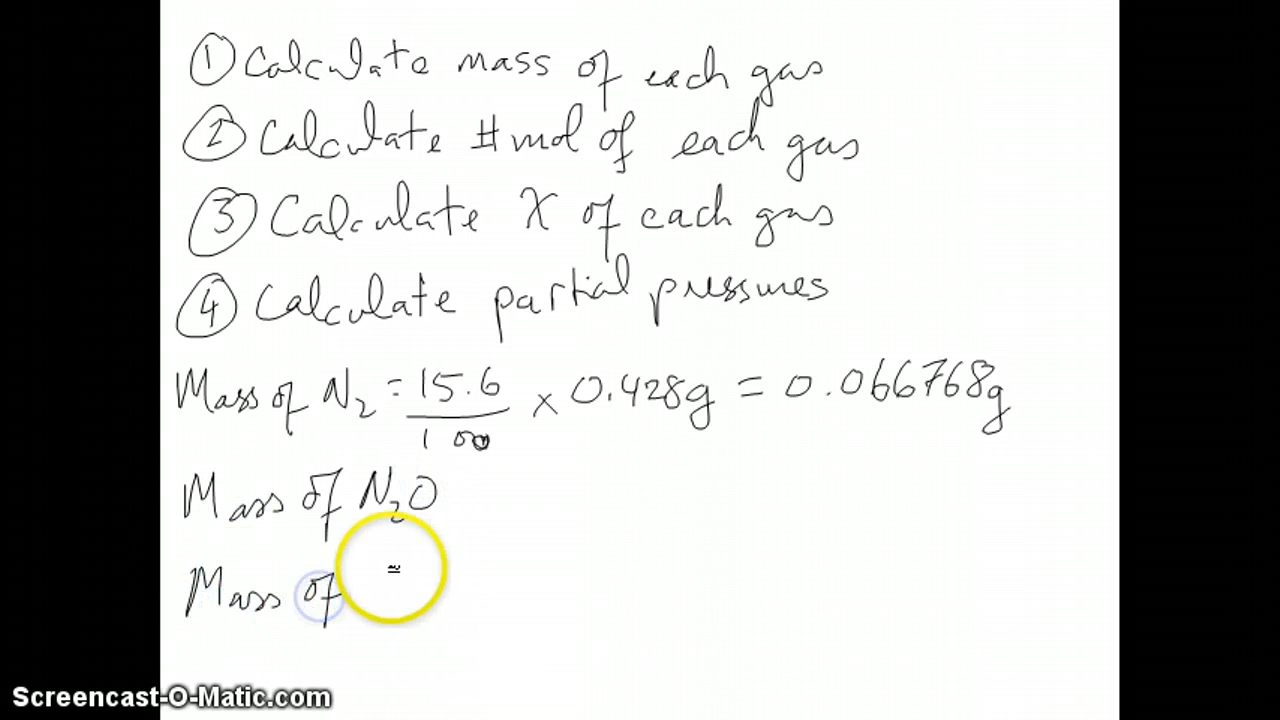 ① Calculate mass of each gas
② Calculate # mol of each gas
③ Calculate X of each gas
④ Calculate partial pressures
Mass of N₂ = 15.6/100 × 0.428g = 0.066768g
Mass of N₂O
Mass of
Screencast-O-Matic.com